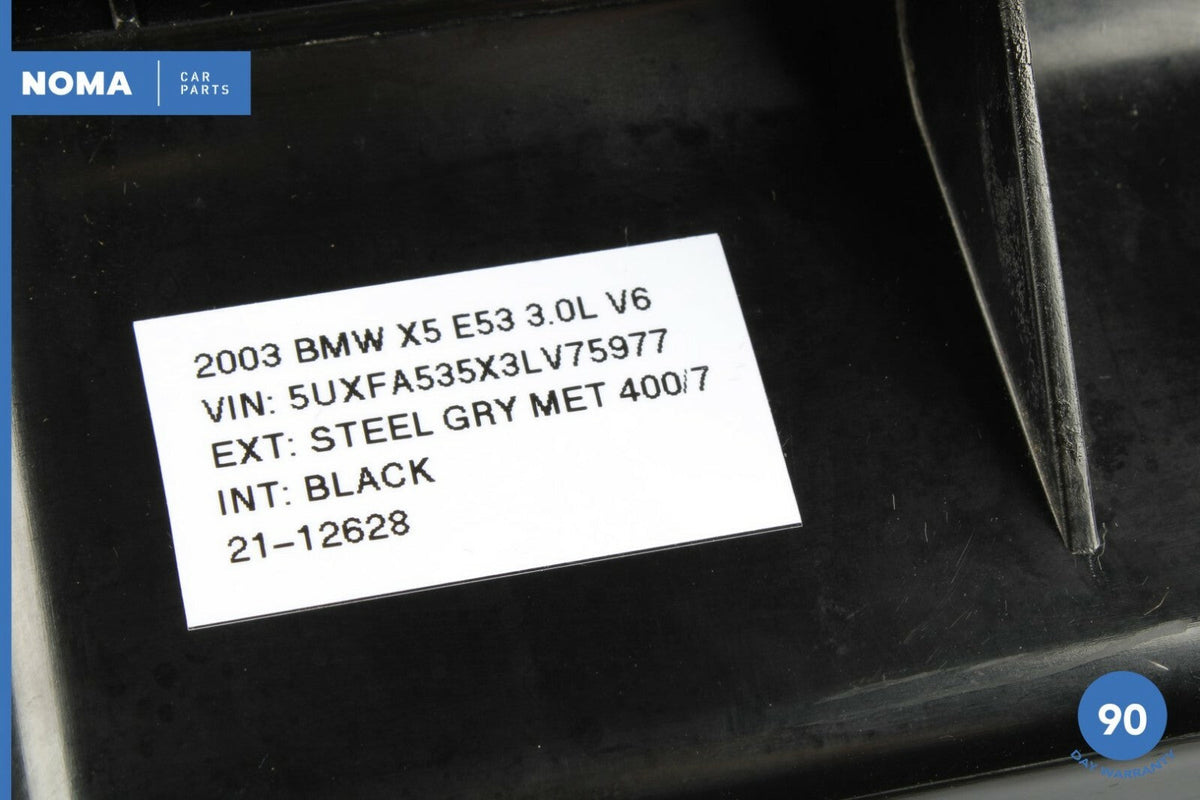 NOMA
CAR
PARTS
2003 BMW X5 E53 3.0L V6
VIN: 5UXFA535X3LV75977
EXT: STEEL GRY MET 400/7
INT: BLACK
21-12628
90
DAY WARRANTY